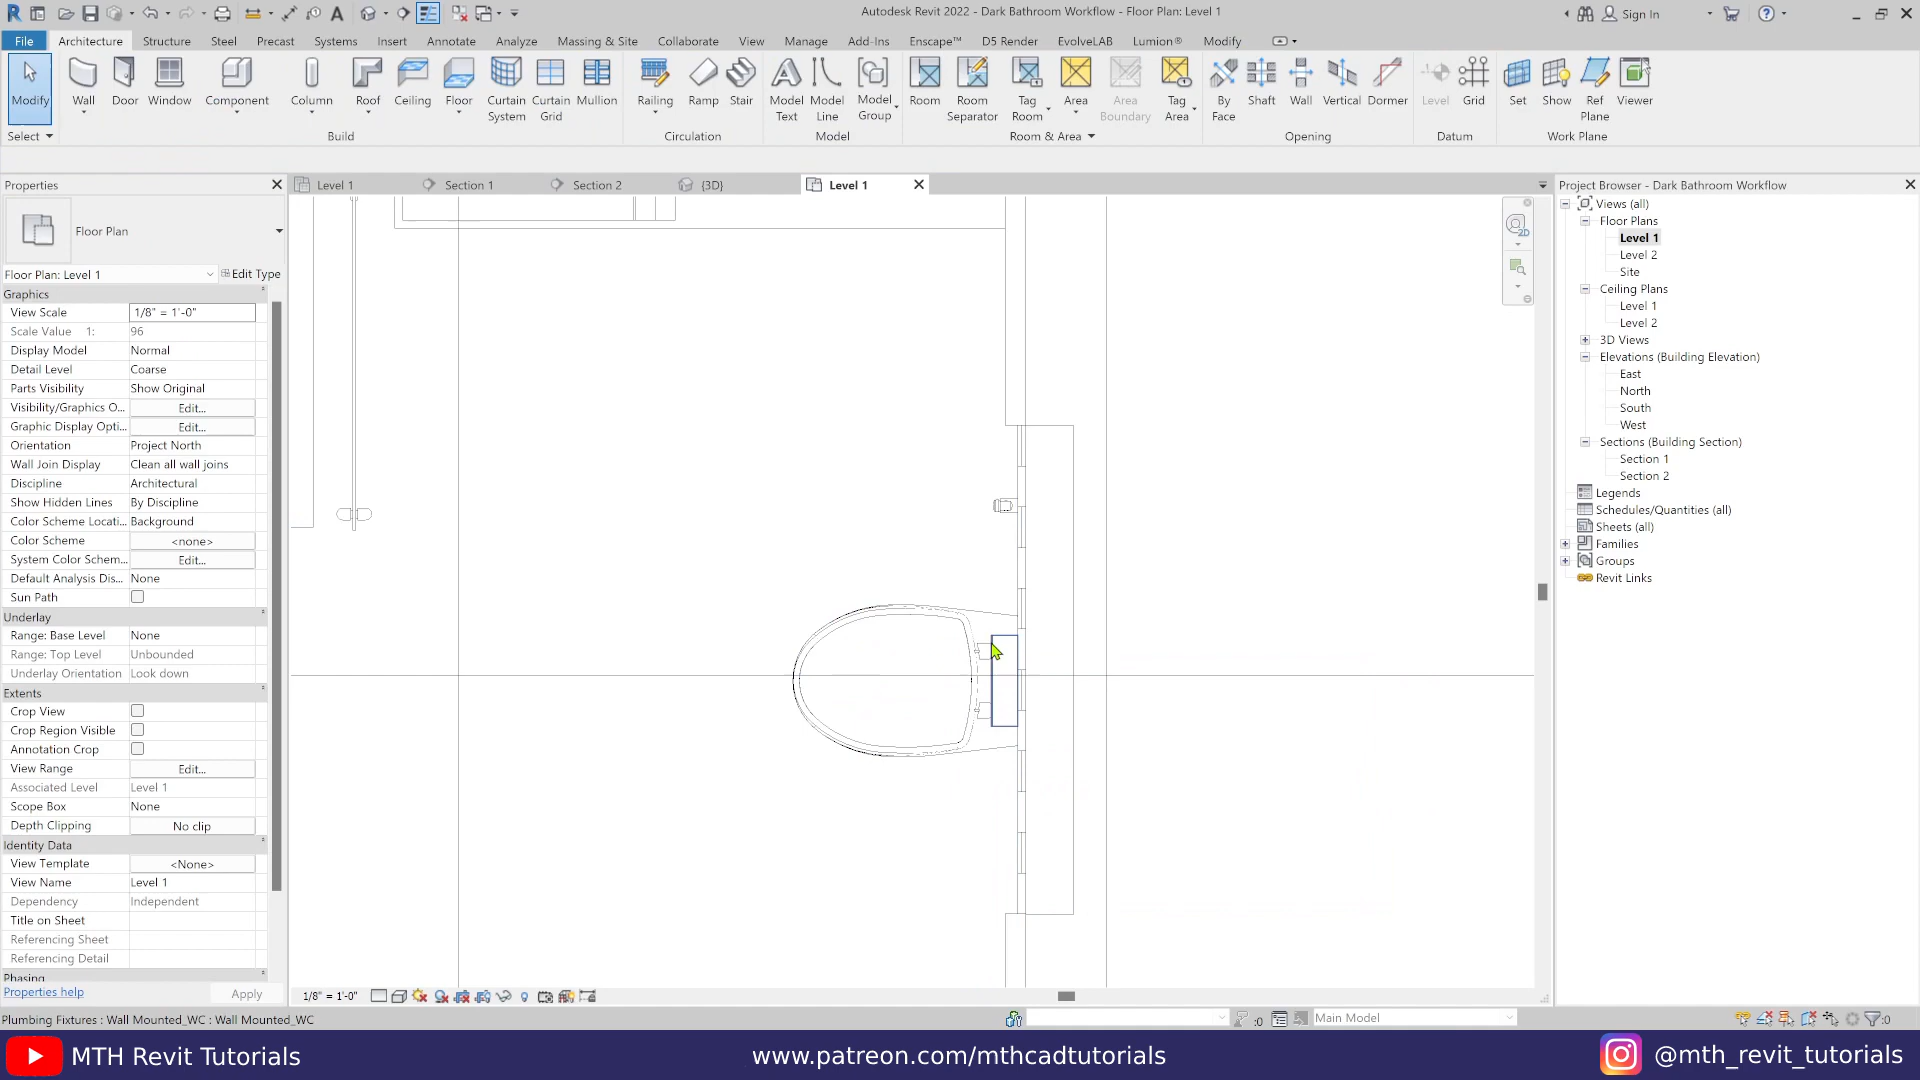 Autodesk Revit 2022 - Dark Bathroom Workflow - Floor Plan: Level 1
Sign In
File Architecture Structure Steel Precast Systems Insert Annotate Analyze Massing & Site Collaborate View Manage Add-Ins Enscape™ D5 Render EvolveLAB Lumion® Modify
Modify Wall Door Window Component Column Roof Ceiling Floor Curtain System Curtain Grid Mullion Railing Ramp Stair Model Text Model Line Model Group Room Room Separator Tag Room Area Area Boundary Tag Area By Face Shaft Wall Vertical Dormer Level Grid Set Show Ref Plane Viewer
Select Build Circulation Model Room & Area Opening Datum Work Plane
Properties
Level 1 Section 1 Section 2 {3D} Level 1
Project Browser - Dark Bathroom Workflow
Floor Plan
Floor Plan: Level 1 Edit Type
Graphics
View Scale 1/8" = 1'-0"
Scale Value 1: 96
Display Model Normal
Detail Level Coarse
Parts Visibility Show Original
Visibility/Graphics O... Edit...
Graphic Display Opti... Edit...
Orientation Project North
Wall Join Display Clean all wall joins
Discipline Architectural
Show Hidden Lines By Discipline
Color Scheme Locati... Background
Color Scheme <none>
System Color Schem... Edit...
Default Analysis Dis... None
Sun Path
Underlay
Range: Base Level None
Range: Top Level Unbounded
Underlay Orientation Look down
Extents
Crop View
Crop Region Visible
Annotation Crop
View Range Edit...
Associated Level Level 1
Scope Box None
Depth Clipping No clip
Identity Data
View Template <None>
View Name Level 1
Dependency Independent
Title on Sheet
Referencing Sheet
Referencing Detail
Phasing
Properties help Apply
2D
Views (all)
Floor Plans
Level 1
Level 2
Site
Ceiling Plans
Level 1
Level 2
3D Views
Elevations (Building Elevation)
East
North
South
West
Sections (Building Section)
Section 1
Section 2
Legends
Schedules/Quantities (all)
Sheets (all)
Families
Groups
Revit Links
1/8" = 1'-0"
Plumbing Fixtures : Wall Mounted_WC : Wall Mounted_WC
:0
Main Model
:0
MTH Revit Tutorials
www.patreon.com/mthcadtutorials
@mth_revit_tutorials